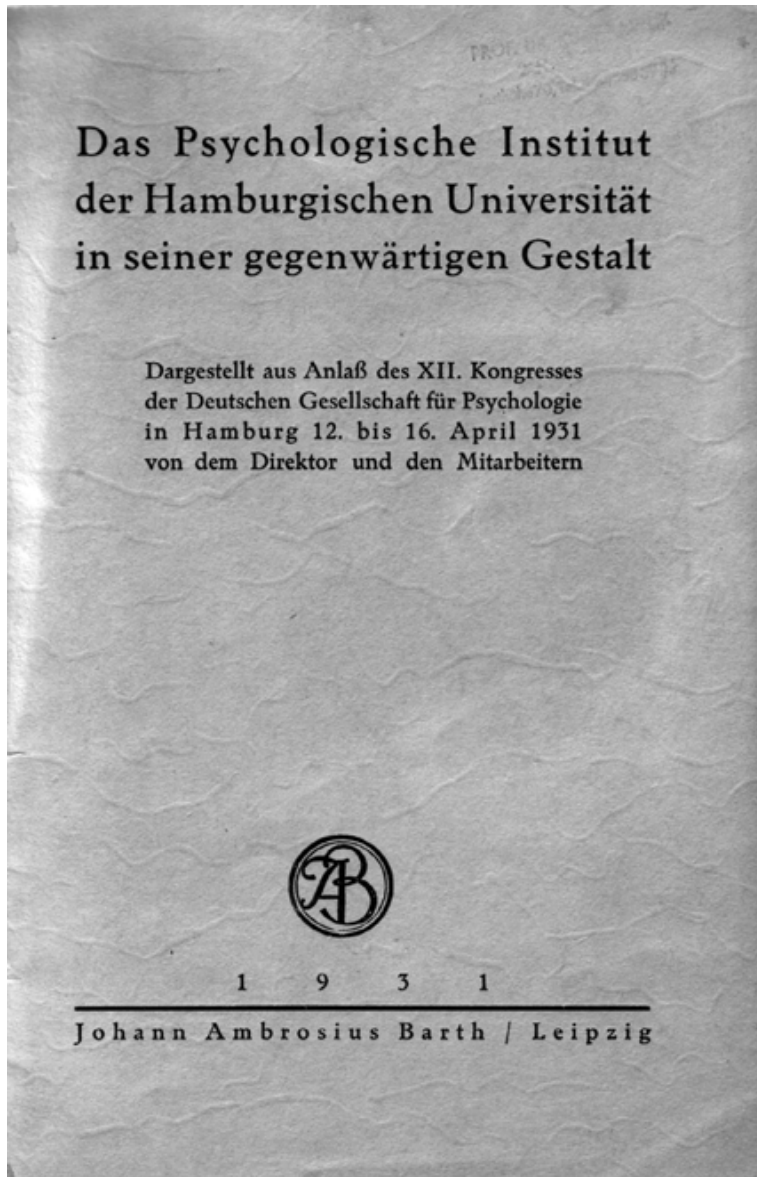 Das Psychologische Institut
der Hamburgischen Universität
in seiner gegenwärtigen Gestalt
Dargestellt aus Anlaß des XII. Kongresses
der Deutschen Gesellschaft für Psychologie
in Hamburg 12. bis 16. April 1931
von dem Direktor und den Mitarbeitern
JAB
1 9 3 1
Johann Ambrosius Barth / Leipzig